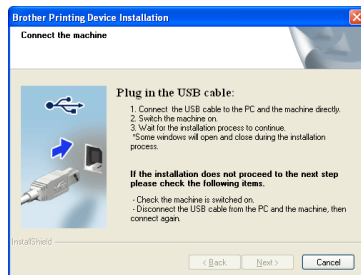 Brother Printing Device Installation
Connect the machine
Plug in the USB cable:
1. Connect the USB cable to the PC and the machine directly.
2. Switch the machine on.
3. Wait for the installation process to continue.
*Some windows will open and close during the installation
process.
If the installation does not proceed to the next step
please check the following items.
- Check the machine is switched on.
- Disconnect the USB cable from the PC and the machine, then
connect again.
InstallShield
< Back
Next >
Cancel